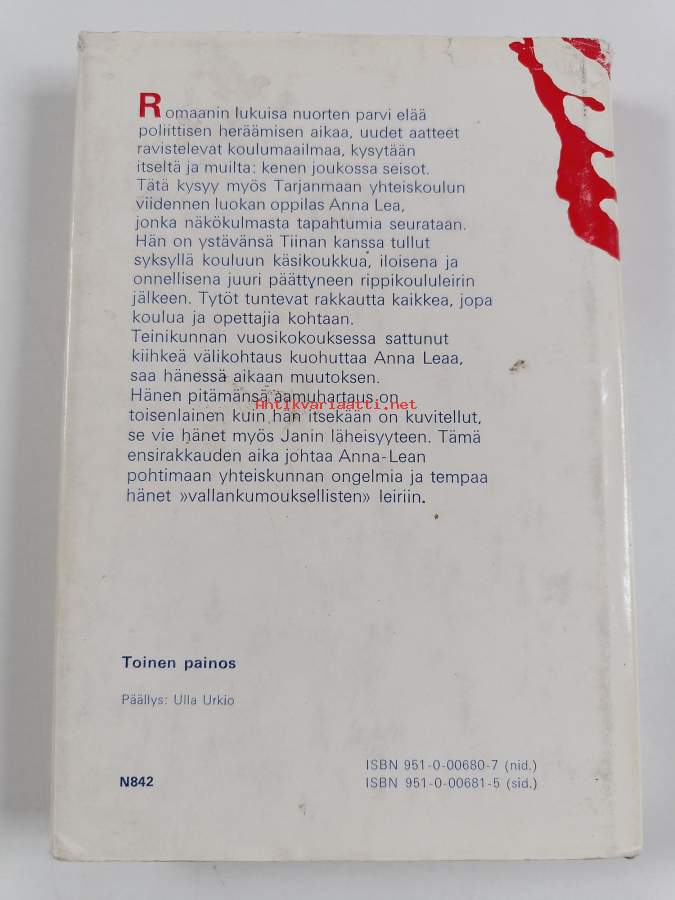 Romaanin lukuisa nuorten parvi elää
poliittisen heräämisen aikaa, uudet aatteet
ravistelevat koulumaailmaa, kysytään
itseltä ja muilta: kenen joukossa seisot.
Tätä kysyy myös Tarjanmaan yhteiskoulun
viidennen luokan oppilas Anna Lea,
jonka näkökulmasta tapahtumia seurataan.
Hän on ystävänsä Tiinan kanssa tullut
syksyllä kouluun käsikoukkua, iloisena ja
onnellisena juuri päättyneen rippikoululeirin
jälkeen. Tytöt tuntevat rakkautta kaikkea, jopa
koulua ja opettajia kohtaan.
Teinikunnan vuosikokouksessa sattunut
kiihkeä välikohtaus kuohuttaa Anna Leaa,
saa hänessä aikaan muutoksen.
Hänen pitämänsä aamuhartaus on
Antikvariaatti.net
toisenlainen kuin hän itsekään on kuvitellut,
se vie hänet myös Janin läheisyyteen. Tämä
ensirakkauden aika johtaa Anna-Lean
pohtimaan yhteiskunnan ongelmia ja tempaa
hänet »vallankumouksellisten» leiriin.
Toinen painos
Päällys: Ulla Urkio
ISBN 951-0-00680-7 (nid.)
N842
ISBN 951-0-00681-5 (sid.)